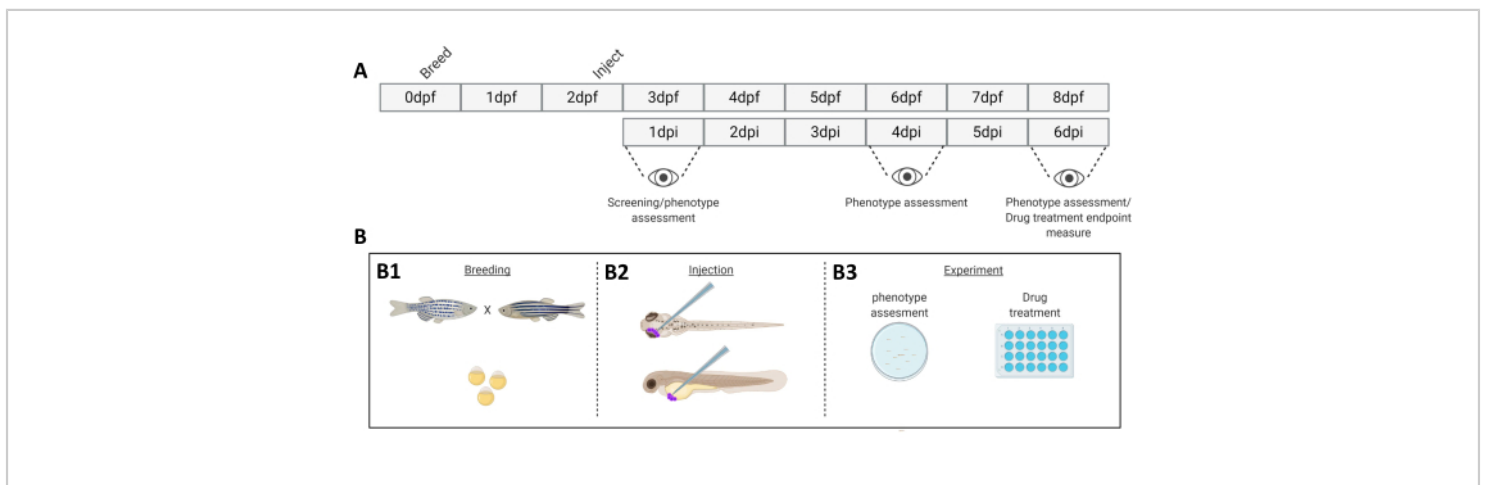 A
Breed
Inject
0dpf 1dpf 2dpf 3dpf 4dpf 5dpf 6dpf 7dpf 8dpf
1dpi 2dpi 3dpi 4dpi 5dpi 6dpi
Screening/phenotype
assessment
Phenotype assessment
Phenotype assessment/
Drug treatment endpoint
measure
B
B1
Breeding
X
B2
Injection
B3
Experiment
phenotype
assesment
Drug
treatment